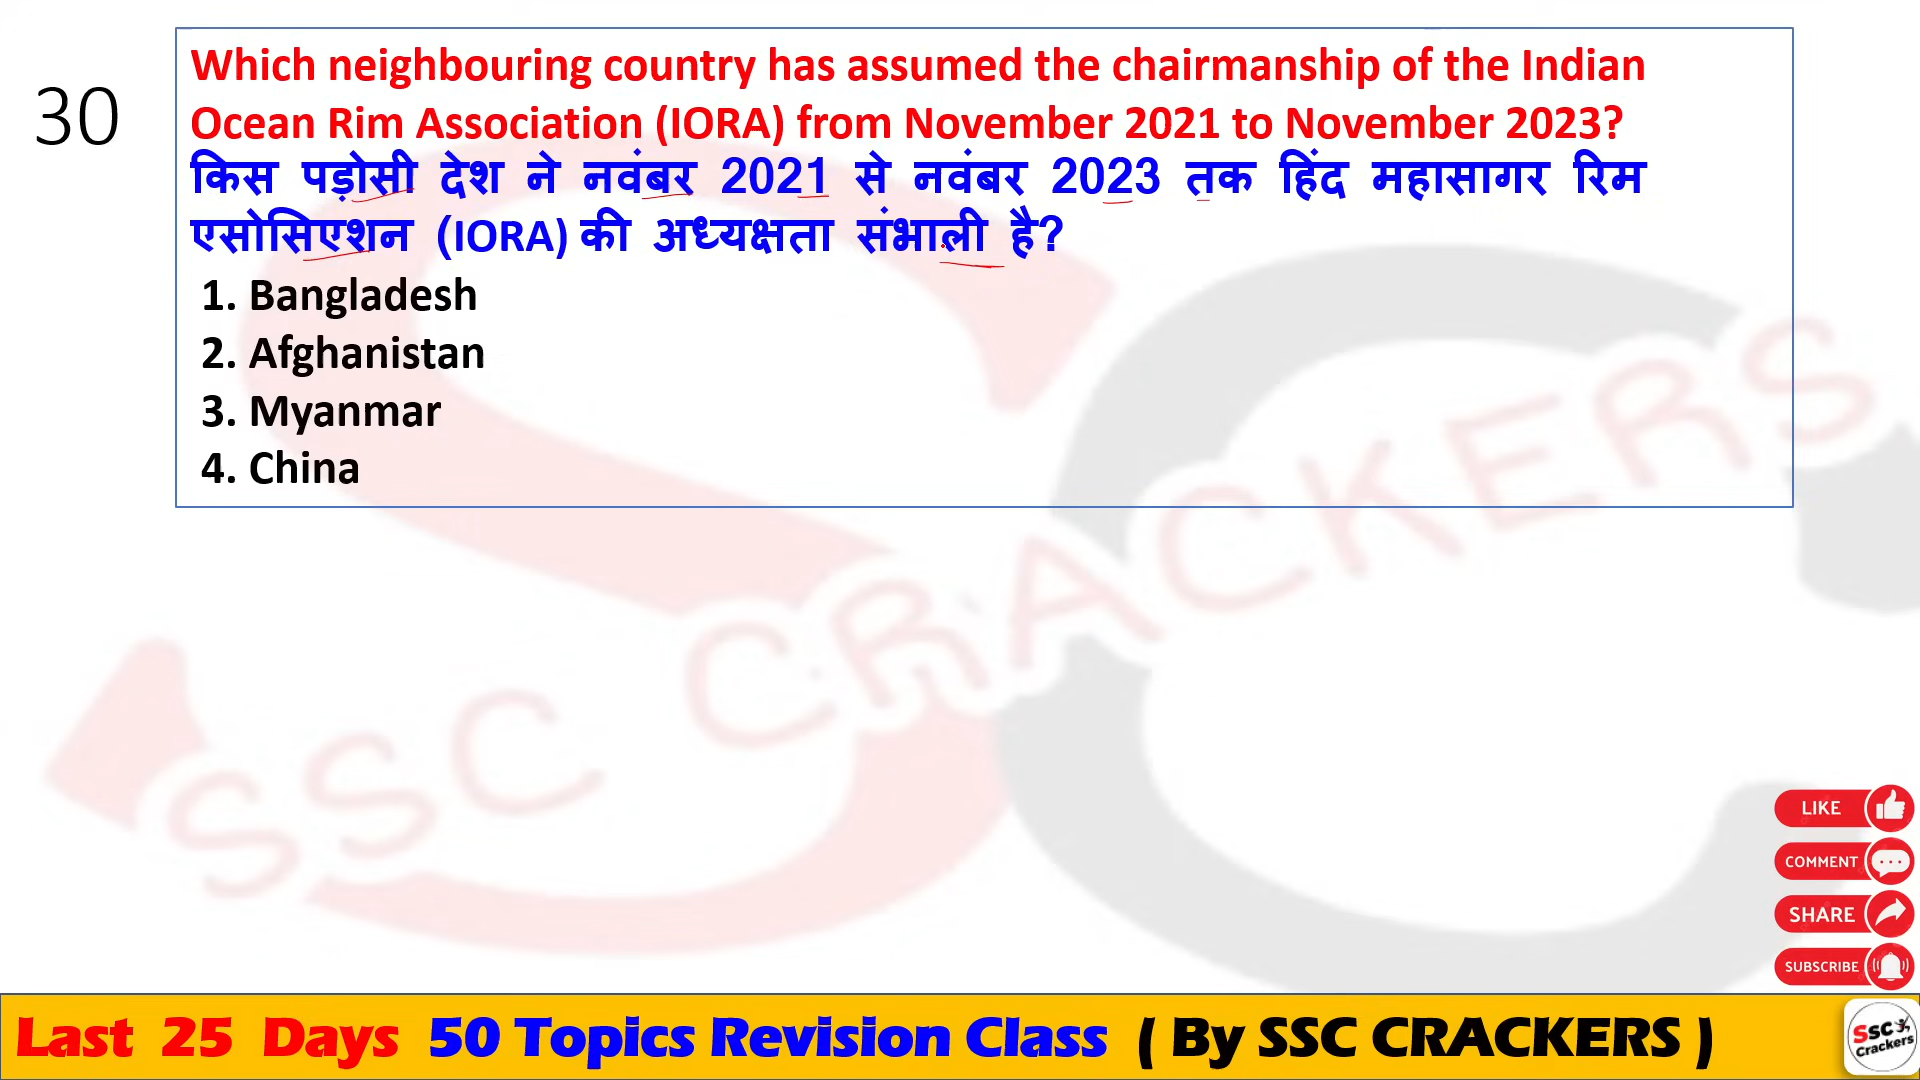 30
Which neighbouring country has assumed the chairmanship of the Indian
Ocean Rim Association (IORA) from November 2021 to November 2023?
किस पड़ोसी देश ने नवंबर 2021 से नवंबर 2023 तक हिंद महासागर रिम
एसोसिएशन (IORA) की अध्यक्षता संभाली है?
1. Bangladesh
2. Afghanistan
3. Myanmar
4. China
SSC CRACKERS
LIKE
COMMENT
SHARE
SUBSCRIBE
Last 25 Days 50 Topics Revision Class ( By SSC CRACKERS )
SSC
Crackers